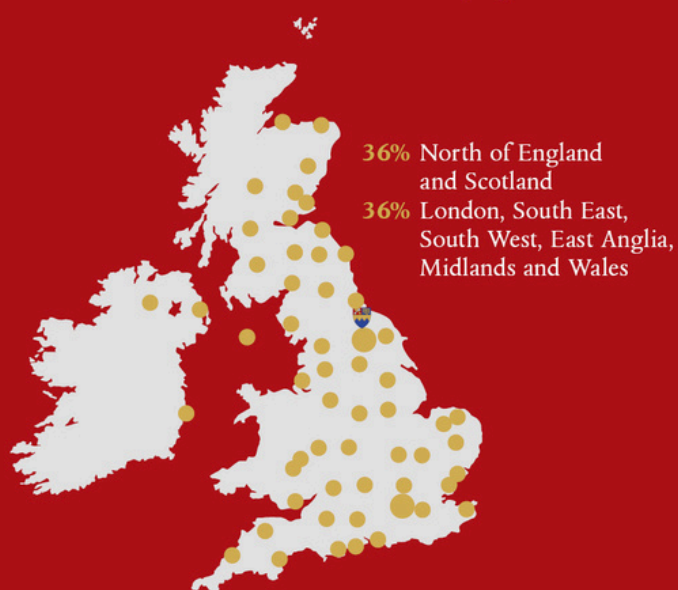 36% North of England
and Scotland
36% London, South East,
South West, East Anglia,
Midlands and Wales